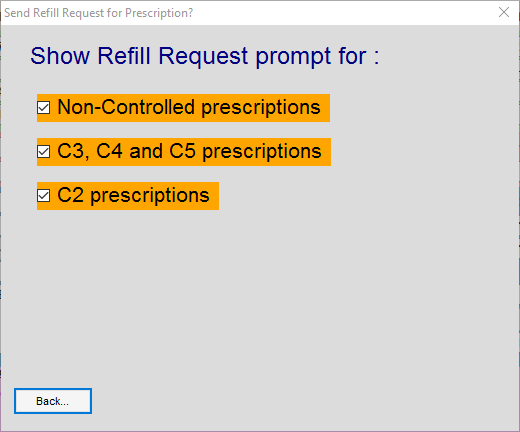 Send Refill Request for Prescription?
Show Refill Request prompt for :
Non-Controlled prescriptions
C3, C4 and C5 prescriptions
C2 prescriptions
Back...